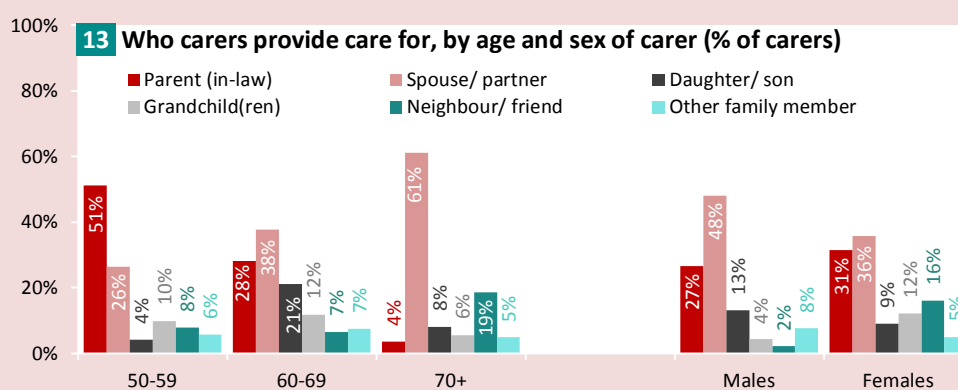 100%
13 Who carers provide care for, by age and sex of carer (% of carers)
Parent (in-law) Spouse/ partner Daughter/ son
Grandchild(ren) Neighbour/ friend Other family member
80%
60%
40%
20%
0%
51% 26% 4% 10% 8% 6%
28% 38% 21% 12% 7% 7%
4% 61% 8% 6% 19% 5%
27% 48% 13% 4% 2% 8%
31% 36% 9% 12% 16% 5%
50-59 60-69 70+ Males Females